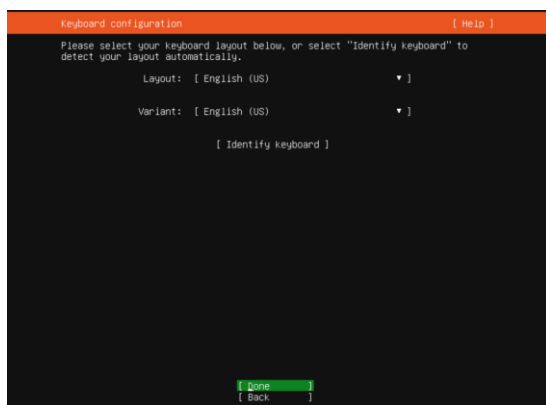 Keyboard configuration [ Help ]
Please select your keyboard layout below, or select "Identify keyboard" to
detect your layout automatically.
Layout: [ English (US) ▾ ]
Variant: [ English (US) ▾ ]
[ Identify keyboard ]
[ Done ]
[ Back ]